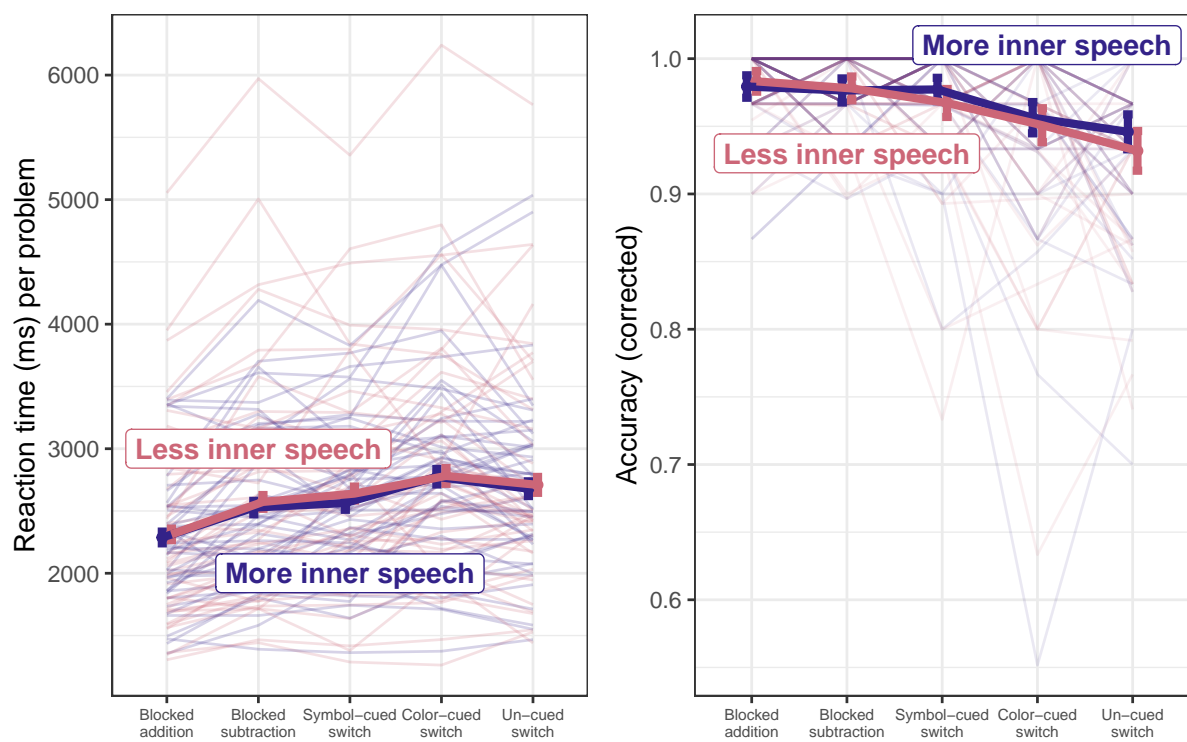 Reaction time (ms) per problem
6000
5000
4000
3000
2000
Less inner speech
More inner speech
Blocked
addition
Blocked
subtraction
Symbol–cued
switch
Color–cued
switch
Un–cued
switch
Accuracy (corrected)
1.0
0.9
0.8
0.7
0.6
More inner speech
Less inner speech
Blocked
addition
Blocked
subtraction
Symbol–cued
switch
Color–cued
switch
Un–cued
switch